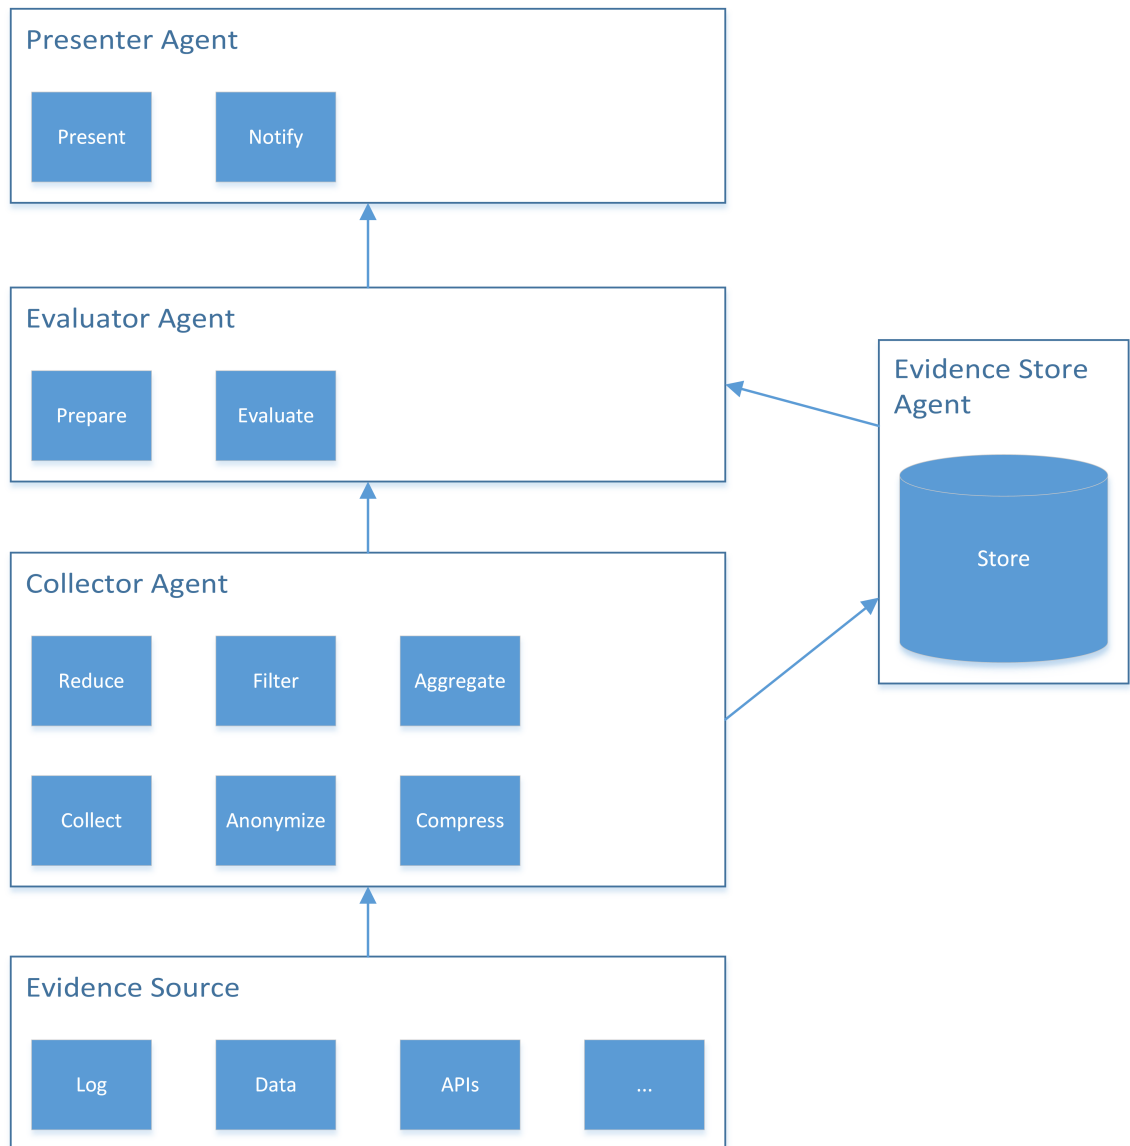 Presenter Agent
Present
Notify
Evaluator Agent
Prepare
Evaluate
Evidence Store
Agent
Store
Collector Agent
Reduce
Filter
Aggregate
Collect
Anonymize
Compress
Evidence Source
Log
Data
APIs
...